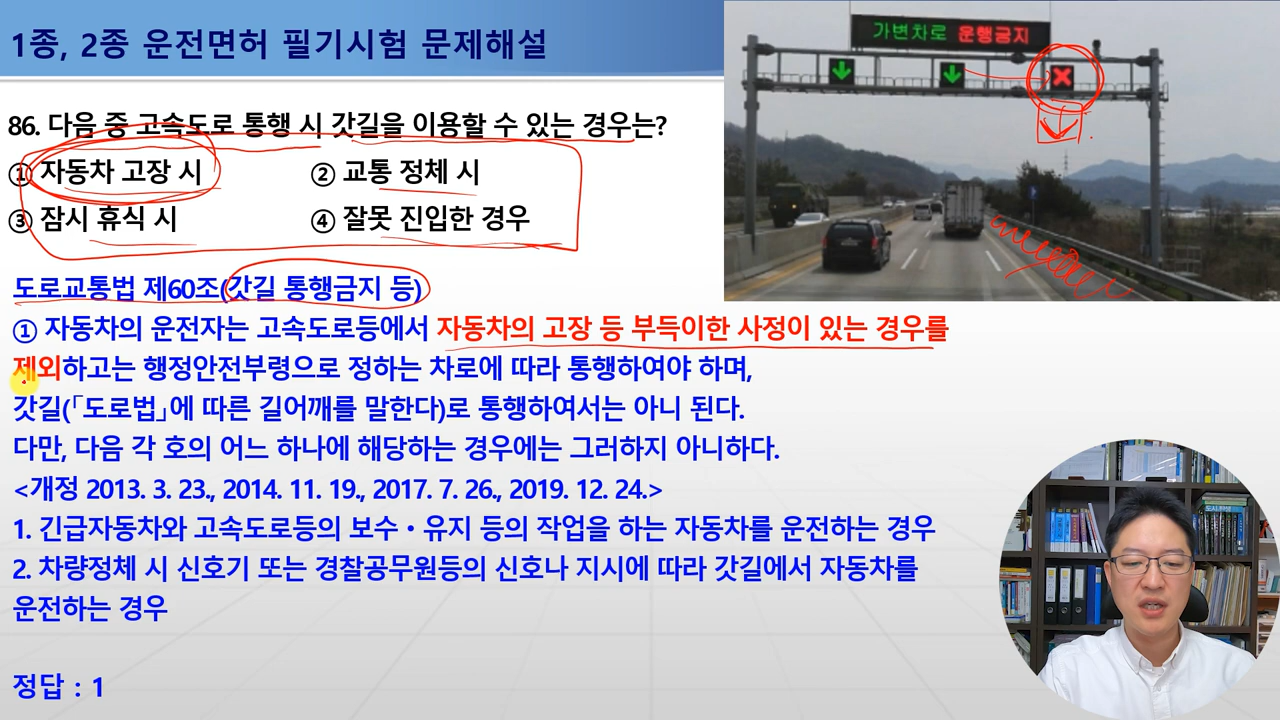 1종, 2종 운전면허 필기시험 문제해설
가변차로 운행금지
86. 다음 중 고속도로 통행 시 갓길을 이용할 수 있는 경우는?
① 자동차 고장 시 ② 교통 정체 시
③ 잠시 휴식 시 ④ 잘못 진입한 경우
도로교통법 제60조(갓길 통행금지 등)
① 자동차의 운전자는 고속도로등에서 자동차의 고장 등 부득이한 사정이 있는 경우를
제외하고는 행정안전부령으로 정하는 차로에 따라 통행하여야 하며,
갓길(「도로법」에 따른 길어깨를 말한다)로 통행하여서는 아니 된다.
다만, 다음 각 호의 어느 하나에 해당하는 경우에는 그러하지 아니하다.
<개정 2013. 3. 23., 2014. 11. 19., 2017. 7. 26., 2019. 12. 24.>
1. 긴급자동차와 고속도로등의 보수·유지 등의 작업을 하는 자동차를 운전하는 경우
2. 차량정체 시 신호기 또는 경찰공무원등의 신호나 지시에 따라 갓길에서 자동차를
운전하는 경우
정답 : 1